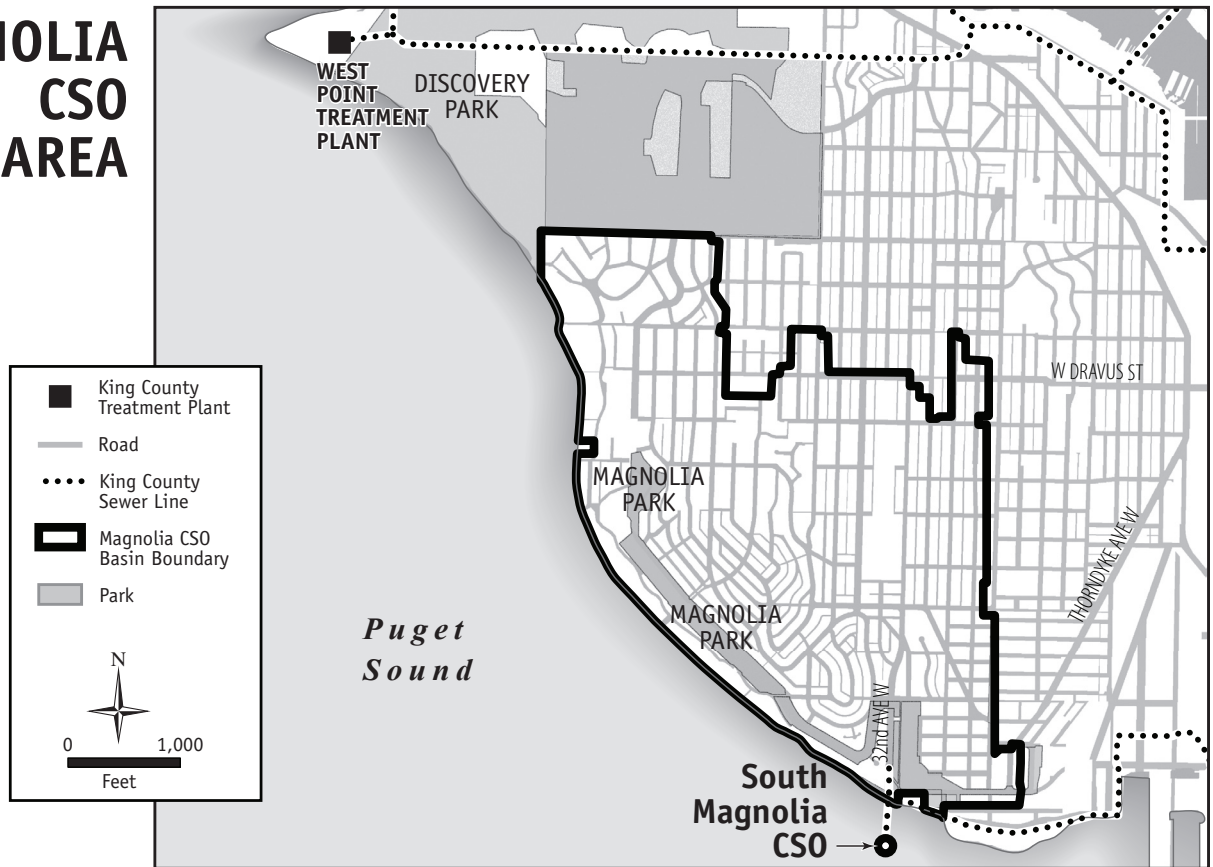 CSO
AREA
WEST
POINT
TREATMENT
PLANT
DISCOVERY
PARK
W DRAVUS ST
King County
Treatment Plant
Road
King County
Sewer Line
Magnolia CSO
Basin Boundary
Park
N
0 1,000
Feet
MAGNOLIA
PARK
THORNDYKE AVE W
MAGNOLIA
PARK
Puget
Sound
32nd AVE W
South
Magnolia
CSO